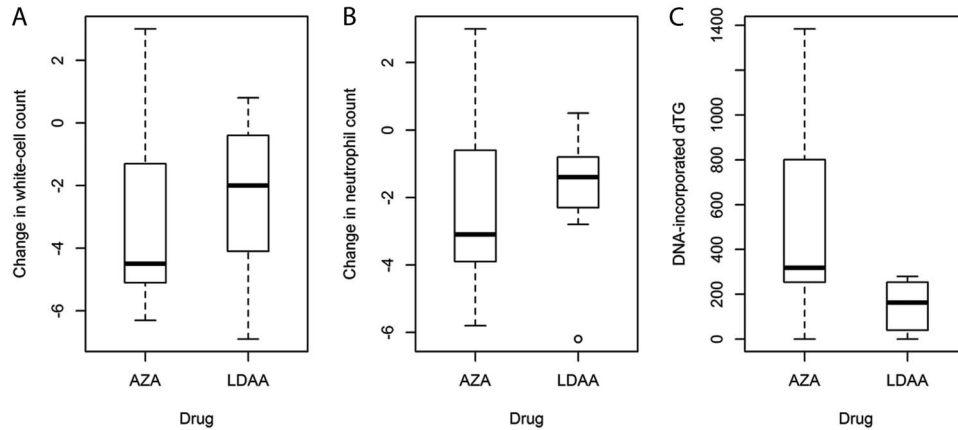 A
Change in white-cell count
2
0
-2
-4
-6
AZA
LDAA
Drug
B
Change in neutrophil count
2
0
-2
-4
-6
AZA
LDAA
Drug
C
DNA-incorporated dTG
1400
1000
800
600
400
200
0
AZA
LDAA
Drug